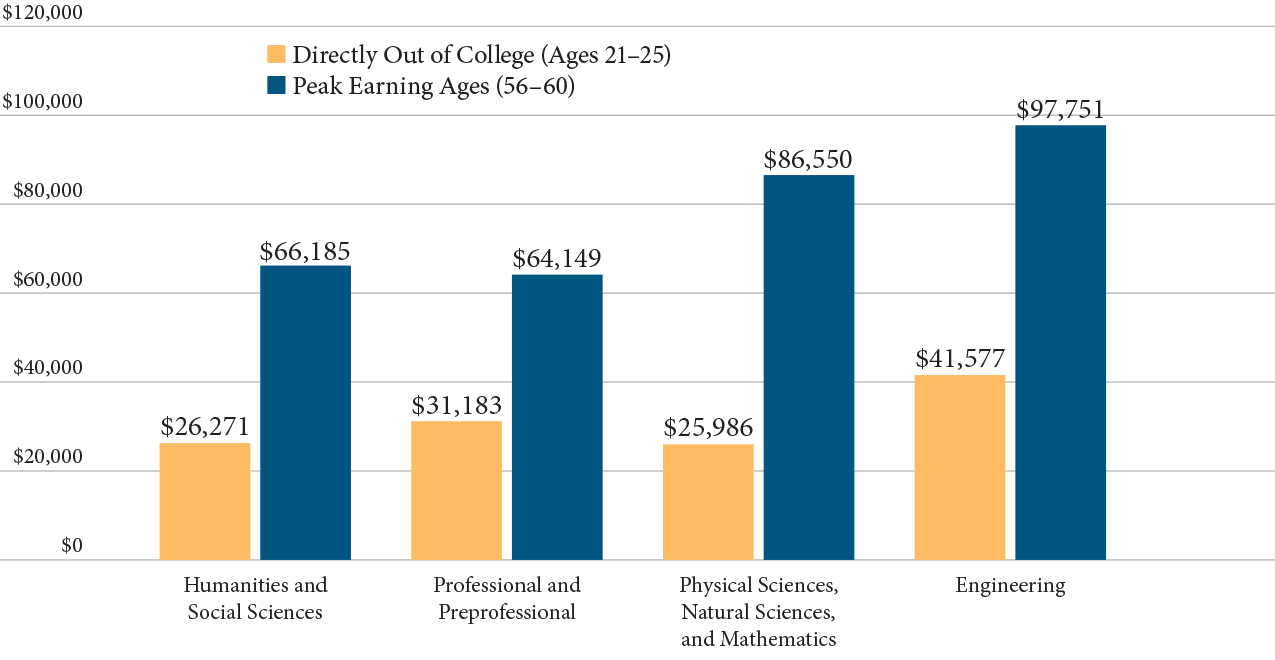 $120,000
Directly Out of College (Ages 21–25)
Peak Earning Ages (56–60)
$100,000
$97,751
$86,550
$80,000
$66,185
$64,149
$60,000
$40,000
$41,577
$31,183
$26,271
$25,986
$20,000
$0
Humanities and
Social Sciences
Professional and
Preprofessional
Physical Sciences,
Natural Sciences,
and Mathematics
Engineering